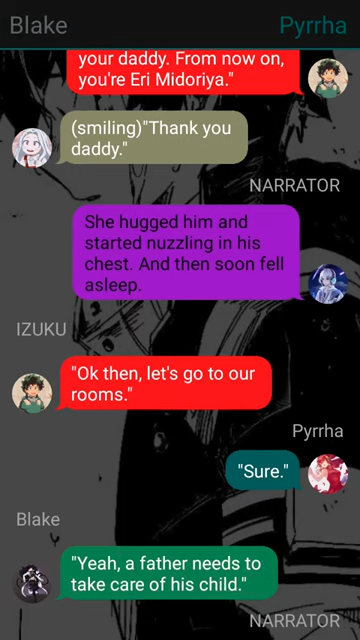 Blake
Pyrrha
your daddy. From now on,
you're Eri Midoriya."
(smiling)"Thank you
daddy."
NARRATOR
She hugged him and
started nuzzling in his
chest. And then soon fell
asleep.
IZUKU
"Ok then, let's go to our
rooms."
Pyrrha
"Sure."
Blake
"Yeah, a father needs to
take care of his child."
NARRATOR